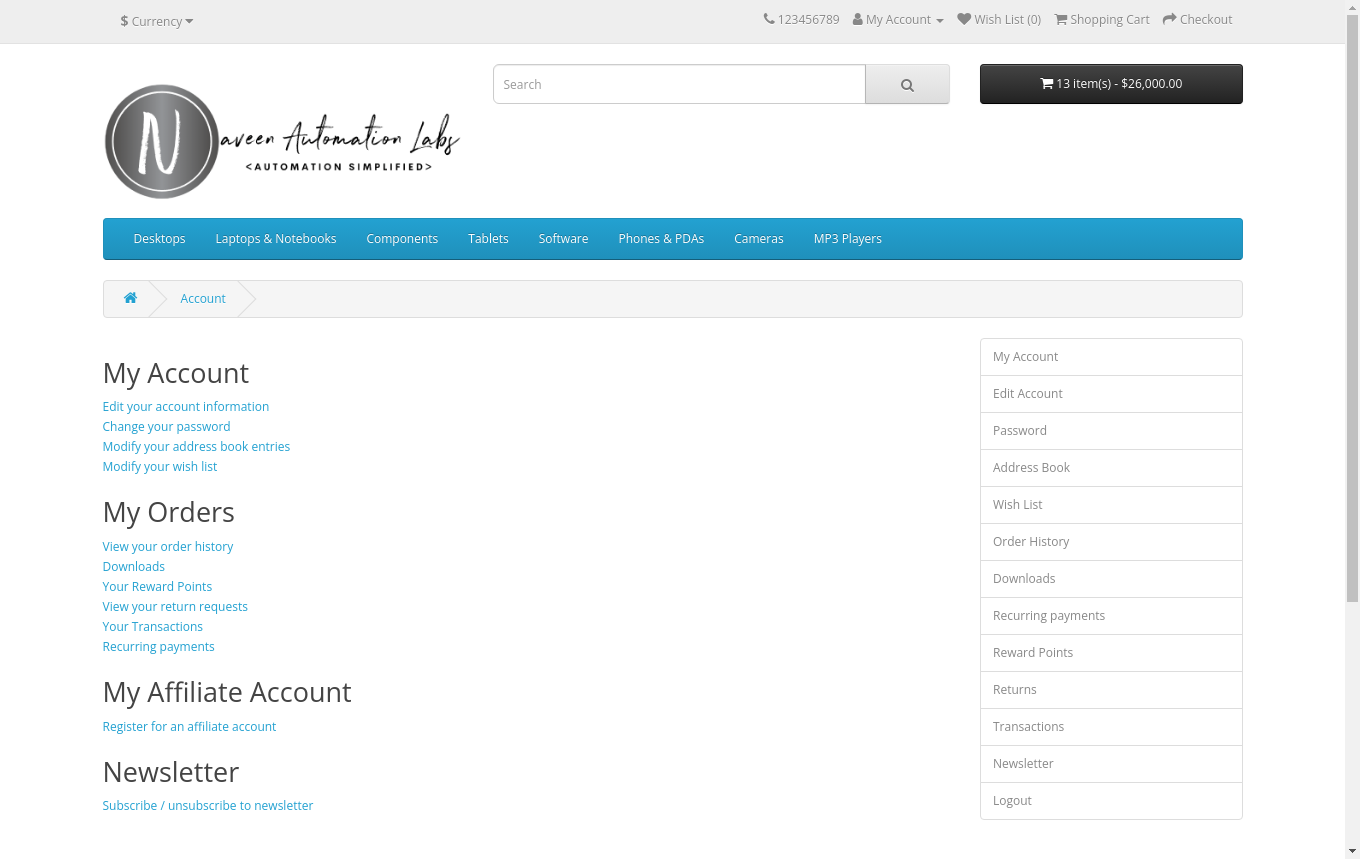 $ Currency
123456789 My Account Wish List (0) Shopping Cart Checkout
Search
13 item(s) - $26,000.00
Naveen Automation Labs
<AUTOMATION SIMPLIFIED>
Desktops Laptops & Notebooks Components Tablets Software Phones & PDAs Cameras MP3 Players
Account
My Account
Edit your account information
Change your password
Modify your address book entries
Modify your wish list
My Orders
View your order history
Downloads
Your Reward Points
View your return requests
Your Transactions
Recurring payments
My Affiliate Account
Register for an affiliate account
Newsletter
Subscribe / unsubscribe to newsletter
My Account
Edit Account
Password
Address Book
Wish List
Order History
Downloads
Recurring payments
Reward Points
Returns
Transactions
Newsletter
Logout